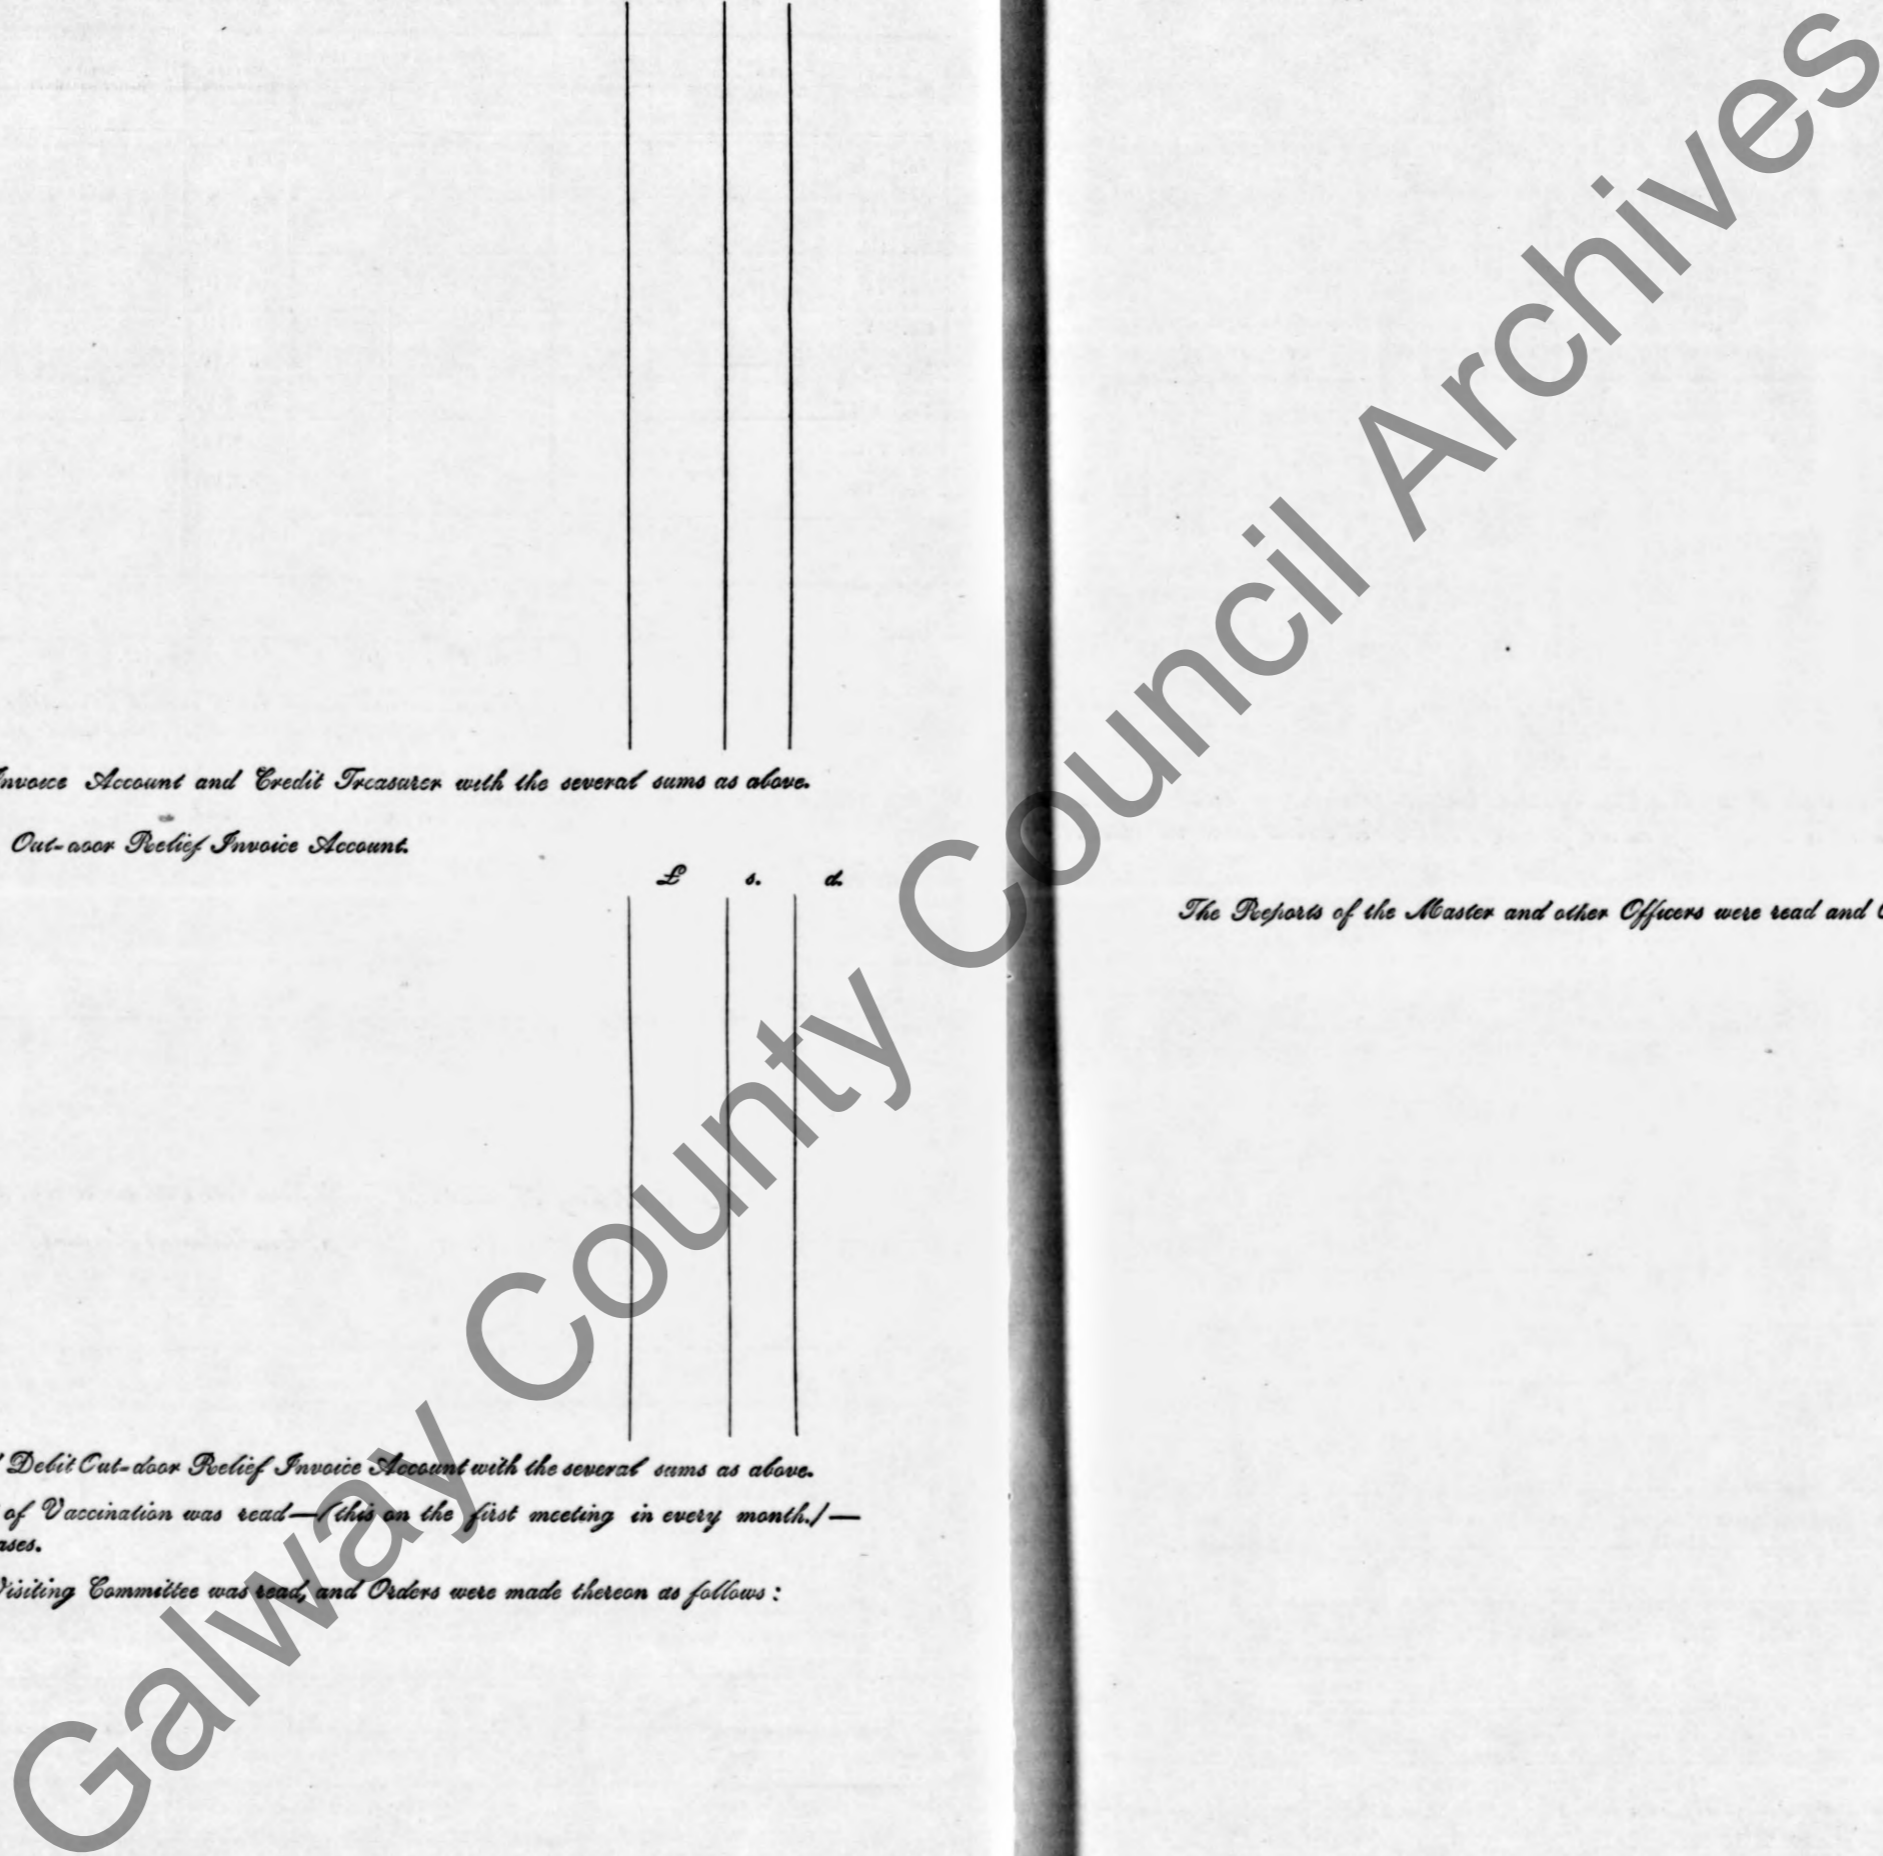 Invoice Account and Credit Treasurer with the several sums as above.
Out-door Relief Invoice Account.
£ s. d.
Debit Out-door Relief Invoice Account with the several sums as above.
of Vaccination was read—(this on the first meeting in every month.)—
ases.
Visiting Committee was read, and Orders were made thereon as follows:
The Reports of the Master and other Officers were read and
Galway County Council Archives